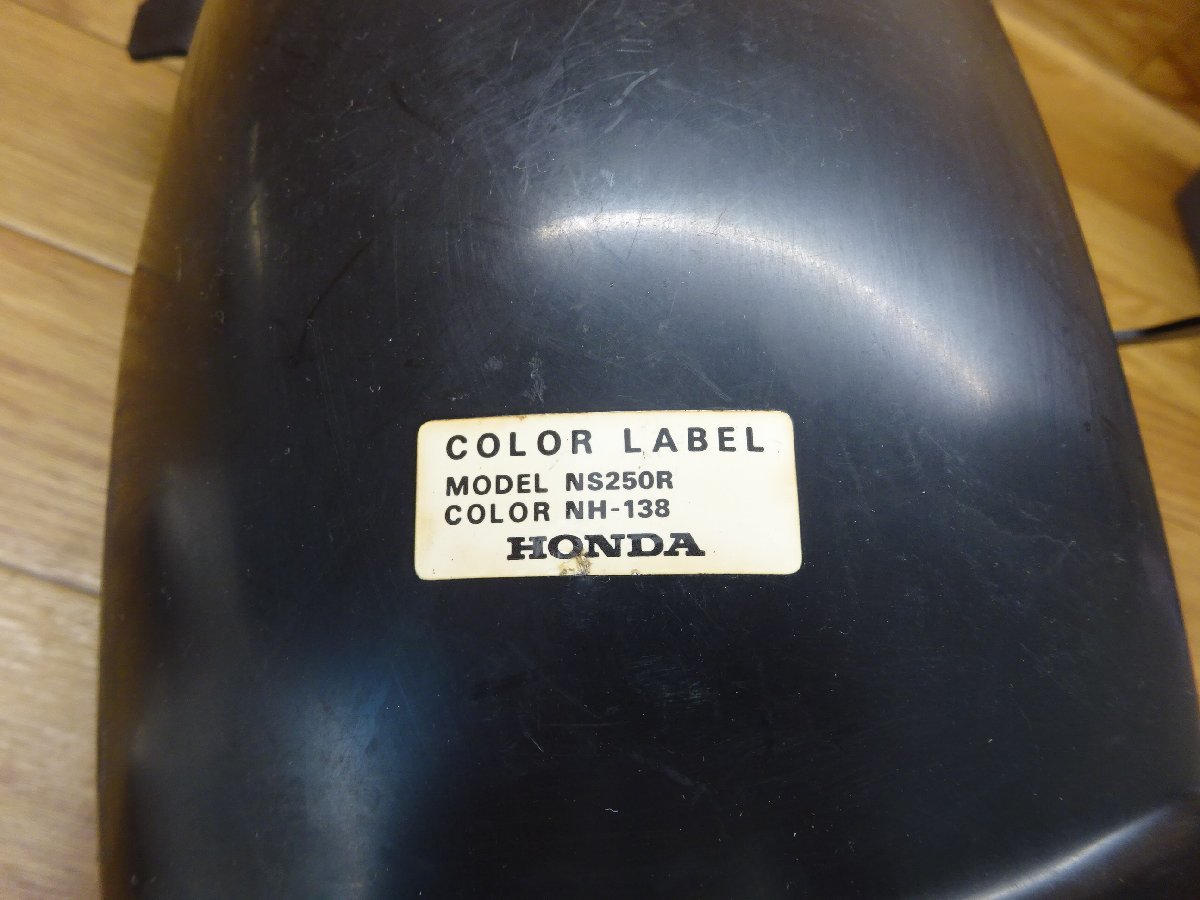 COLOR LABEL
MODEL NS250R
COLOR NH-138
HONDA